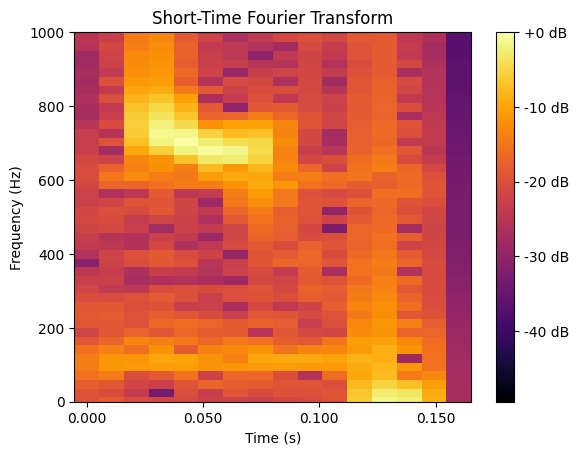 Short-Time Fourier Transform
1000
800
600
400
200
0
Frequency (Hz)
0.000
0.050
0.100
0.150
Time (s)
+0 dB
-10 dB
-20 dB
-30 dB
-40 dB